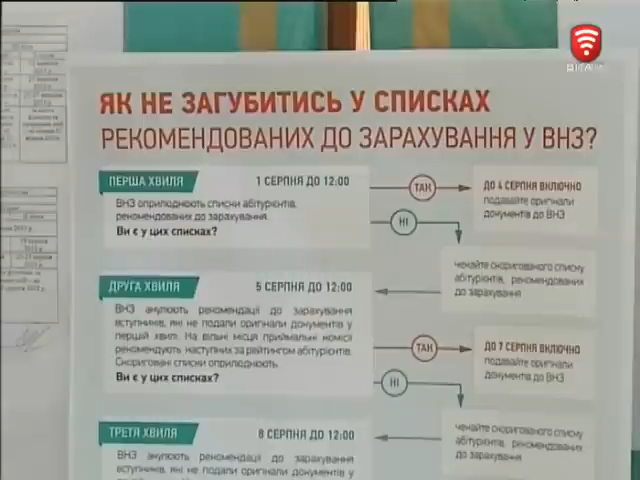 ВІТА
ЯК НЕ ЗАГУБИТИСЬ У СПИСКАХ
РЕКОМЕНДОВАНИХ ДО ЗАРАХУВАННЯ У ВНЗ?
ПЕРША ХВИЛЯ
1 СЕРПНЯ ДО 12:00
ВНЗ оприлюднюють списки абітурієнтів,
рекомендованих до зарахування.
Ви є у цих списках?
ТАК
НІ
ДО 4 СЕРПНЯ ВКЛЮЧНО
подавайте оригінали
документів до ВНЗ
чекайте скоригованого списку
абітурієнтів, рекомендованих
до зарахування
ДРУГА ХВИЛЯ
5 СЕРПНЯ ДО 12:00
ВНЗ анулюють рекомендації до зарахування
вступників, які не подали оригінали документів у
першій хвилі. На вільні місця приймальні комісії
рекомендують наступних за рейтингом абітурієнтів.
Скориговані списки оприлюднюють.
Ви є у цих списках?
ТАК
НІ
ДО 7 СЕРПНЯ ВКЛЮЧНО
подавайте оригінали
документів до ВНЗ
чекайте скоригованого списку
абітурієнтів, рекомендованих
до зарахування
ТРЕТЯ ХВИЛЯ
8 СЕРПНЯ ДО 12:00
ВНЗ анулюють рекомендації до зарахування
вступників, які не подали оригінали документів у